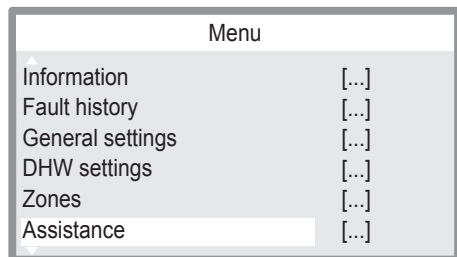 Menu
Information [...]
Fault history [...]
General settings [...]
DHW settings [...]
Zones [...]
Assistance [...]